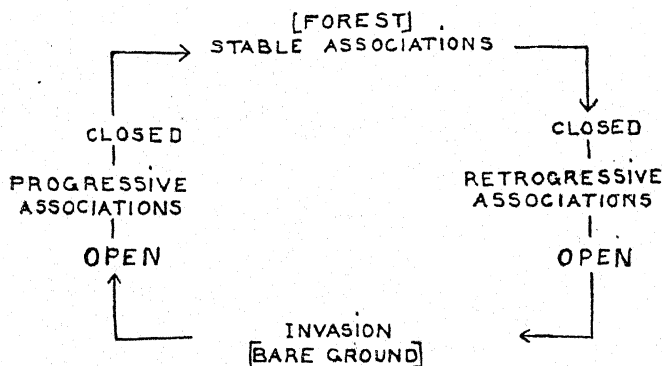 [FOREST]
STABLE ASSOCIATIONS
CLOSED
PROGRESSIVE
ASSOCIATIONS
OPEN
CLOSED
RETROGRESSIVE
ASSOCIATIONS
OPEN
INVASION
[BARE GROUND]